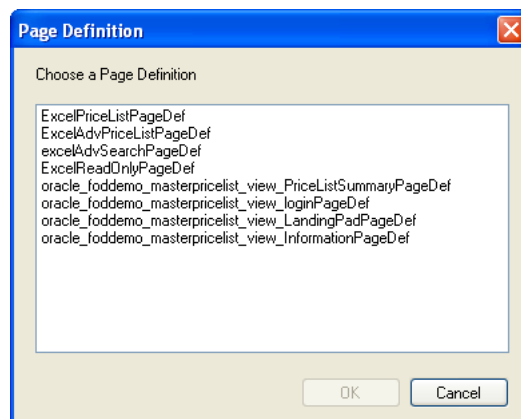 Page Definition
Choose a Page Definition
ExcelPriceListPageDef
ExcelAdvPriceListPageDef
excelAdvSearchPageDef
ExcelReadOnlyPageDef
oracle_foddemo_masterpricelist_view_PriceListSummaryPageDef
oracle_foddemo_masterpricelist_view_loginPageDef
oracle_foddemo_masterpricelist_view_LandingPadPageDef
oracle_foddemo_masterpricelist_view_InformationPageDef
OK Cancel